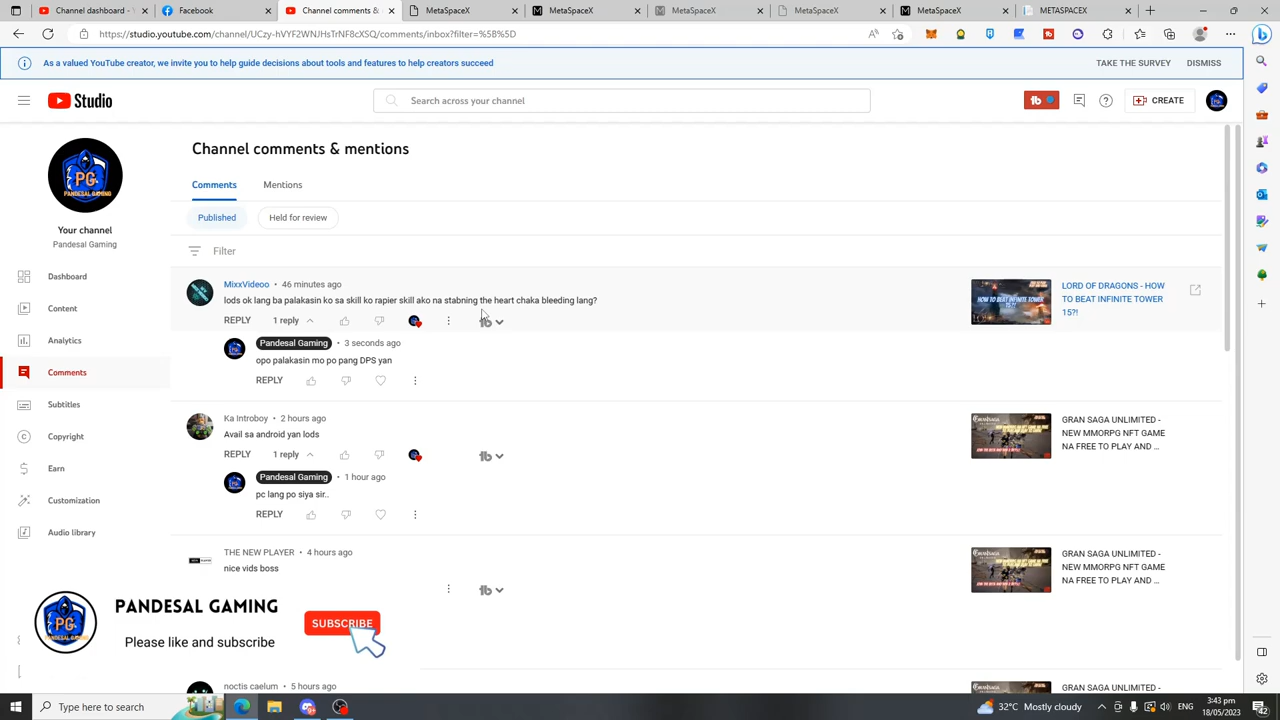 Channel dashboard -
Facebook
Channel comments &
MetaSpaceX
MetaSpaceX
MetaSpaceX
MetaSpaceX
MetaSpaceX
METASPACEX
https://studio.youtube.com/channel/UCzy-hVYF2WNJHsTrNF8cXSQ/comments/inbox?filter=%5B%5D
As a valued YouTube creator, we invite you to help guide decisions about tools and features to help creators succeed
TAKE THE SURVEY
DISMISS
Studio
Search across your channel
CREATE
PG
PANDESAL GAMING
Your channel
Pandesal Gaming
Dashboard
Content
Analytics
Comments
Subtitles
Copyright
Earn
Customization
Audio library
Channel comments & mentions
Comments
Mentions
Published
Held for review
Filter
MixxVideoo • 46 minutes ago
lods ok lang ba palakasin ko sa skill ko rapier skill ako na stabning the heart chaka bleeding lang?
REPLY
1 reply
LORD OF DRAGONS - HOW
TO BEAT INFINITE TOWER
15?!
HOW TO BEAT INFINITE TOWER
15?!
Pandesal Gaming • 3 seconds ago
opo palakasin mo po pang DPS yan
REPLY
Ka Introboy • 2 hours ago
Avail sa android yan lods
REPLY
1 reply
GRAN SAGA UNLIMITED -
NEW MMORPG NFT GAME
NA FREE TO PLAY AND ...
Pandesal Gaming • 1 hour ago
pc lang po siya sir..
REPLY
THE NEW PLAYER • 4 hours ago
nice vids boss
GRAN SAGA UNLIMITED -
NEW MMORPG NFT GAME
NA FREE TO PLAY AND ...
PG
PANDESAL GAMING
Please like and subscribe
SUBSCRIBE
noctis caelum • 5 hours ago
GRAN SAGA UNLIMITED -
Type here to search
32°C Mostly cloudy
ENG
3:43 pm
18/05/2023